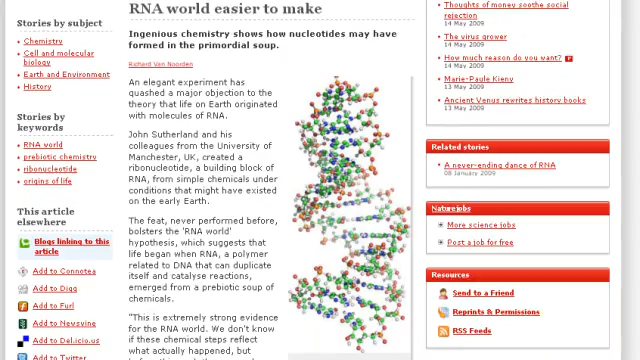 Stories by subject
Chemistry
Cell and molecular
biology
Earth and Environment
History
Stories by
keywords
RNA world
prebiotic chemistry
ribonucleotide
origins of life
This article
elsewhere
Blogs linking to this
article
Add to Connotea
Add to Digg
Add to Furl
Add to Newsvine
Add to Del.icio.us
Add to Twitter
RNA world easier to make
Ingenious chemistry shows how nucleotides may have
formed in the primordial soup.
Richard Van Noorden
An elegant experiment has
quashed a major objection to the
theory that life on Earth originated
with molecules of RNA.
John Sutherland and his
colleagues from the University of
Manchester, UK, created a
ribonucleotide, a building block of
RNA, from simple chemicals under
conditions that might have existed
on the early Earth.
The feat, never performed before,
bolsters the 'RNA world'
hypothesis, which suggests that
life began when RNA, a polymer
related to DNA that can duplicate
itself and catalyse reactions,
emerged from a prebiotic soup of
chemicals.
"This is extremely strong evidence
for the RNA world. We don't know
if these chemical steps reflect
what actually happened, but
Thoughts of money soothe social
rejection
14 May 2009
The virus grower
14 May 2009
How much reason do you want?
14 May 2009
Marie-Paule Kieny
13 May 2009
Ancient Venus rewrites history books
13 May 2009
Related stories
A never-ending dance of RNA
08 January 2009
Naturejobs
More science jobs
Post a job for free
Resources
Send to a Friend
Reprints & Permissions
RSS Feeds